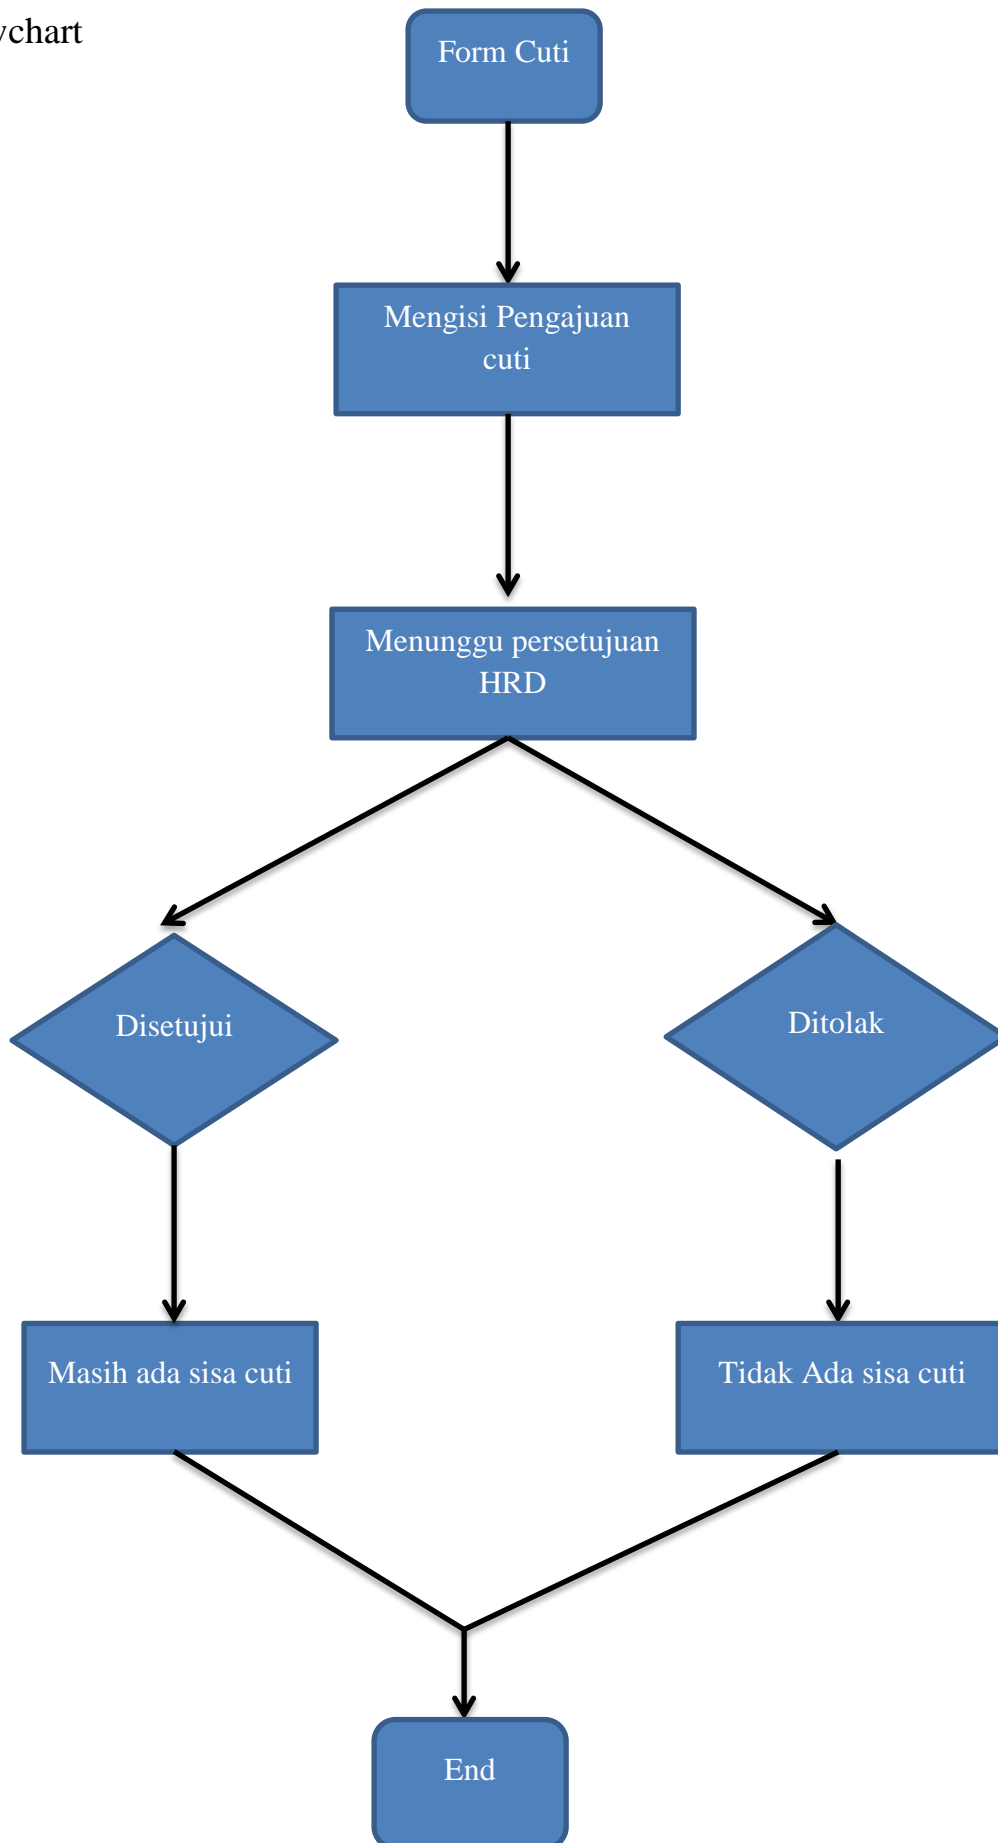 ychart
Form Cuti
Mengisi Pengajuan
cuti
Menunggu persetujuan
HRD
Disetujui
Ditolak
Masih ada sisa cuti
Tidak Ada sisa cuti
End